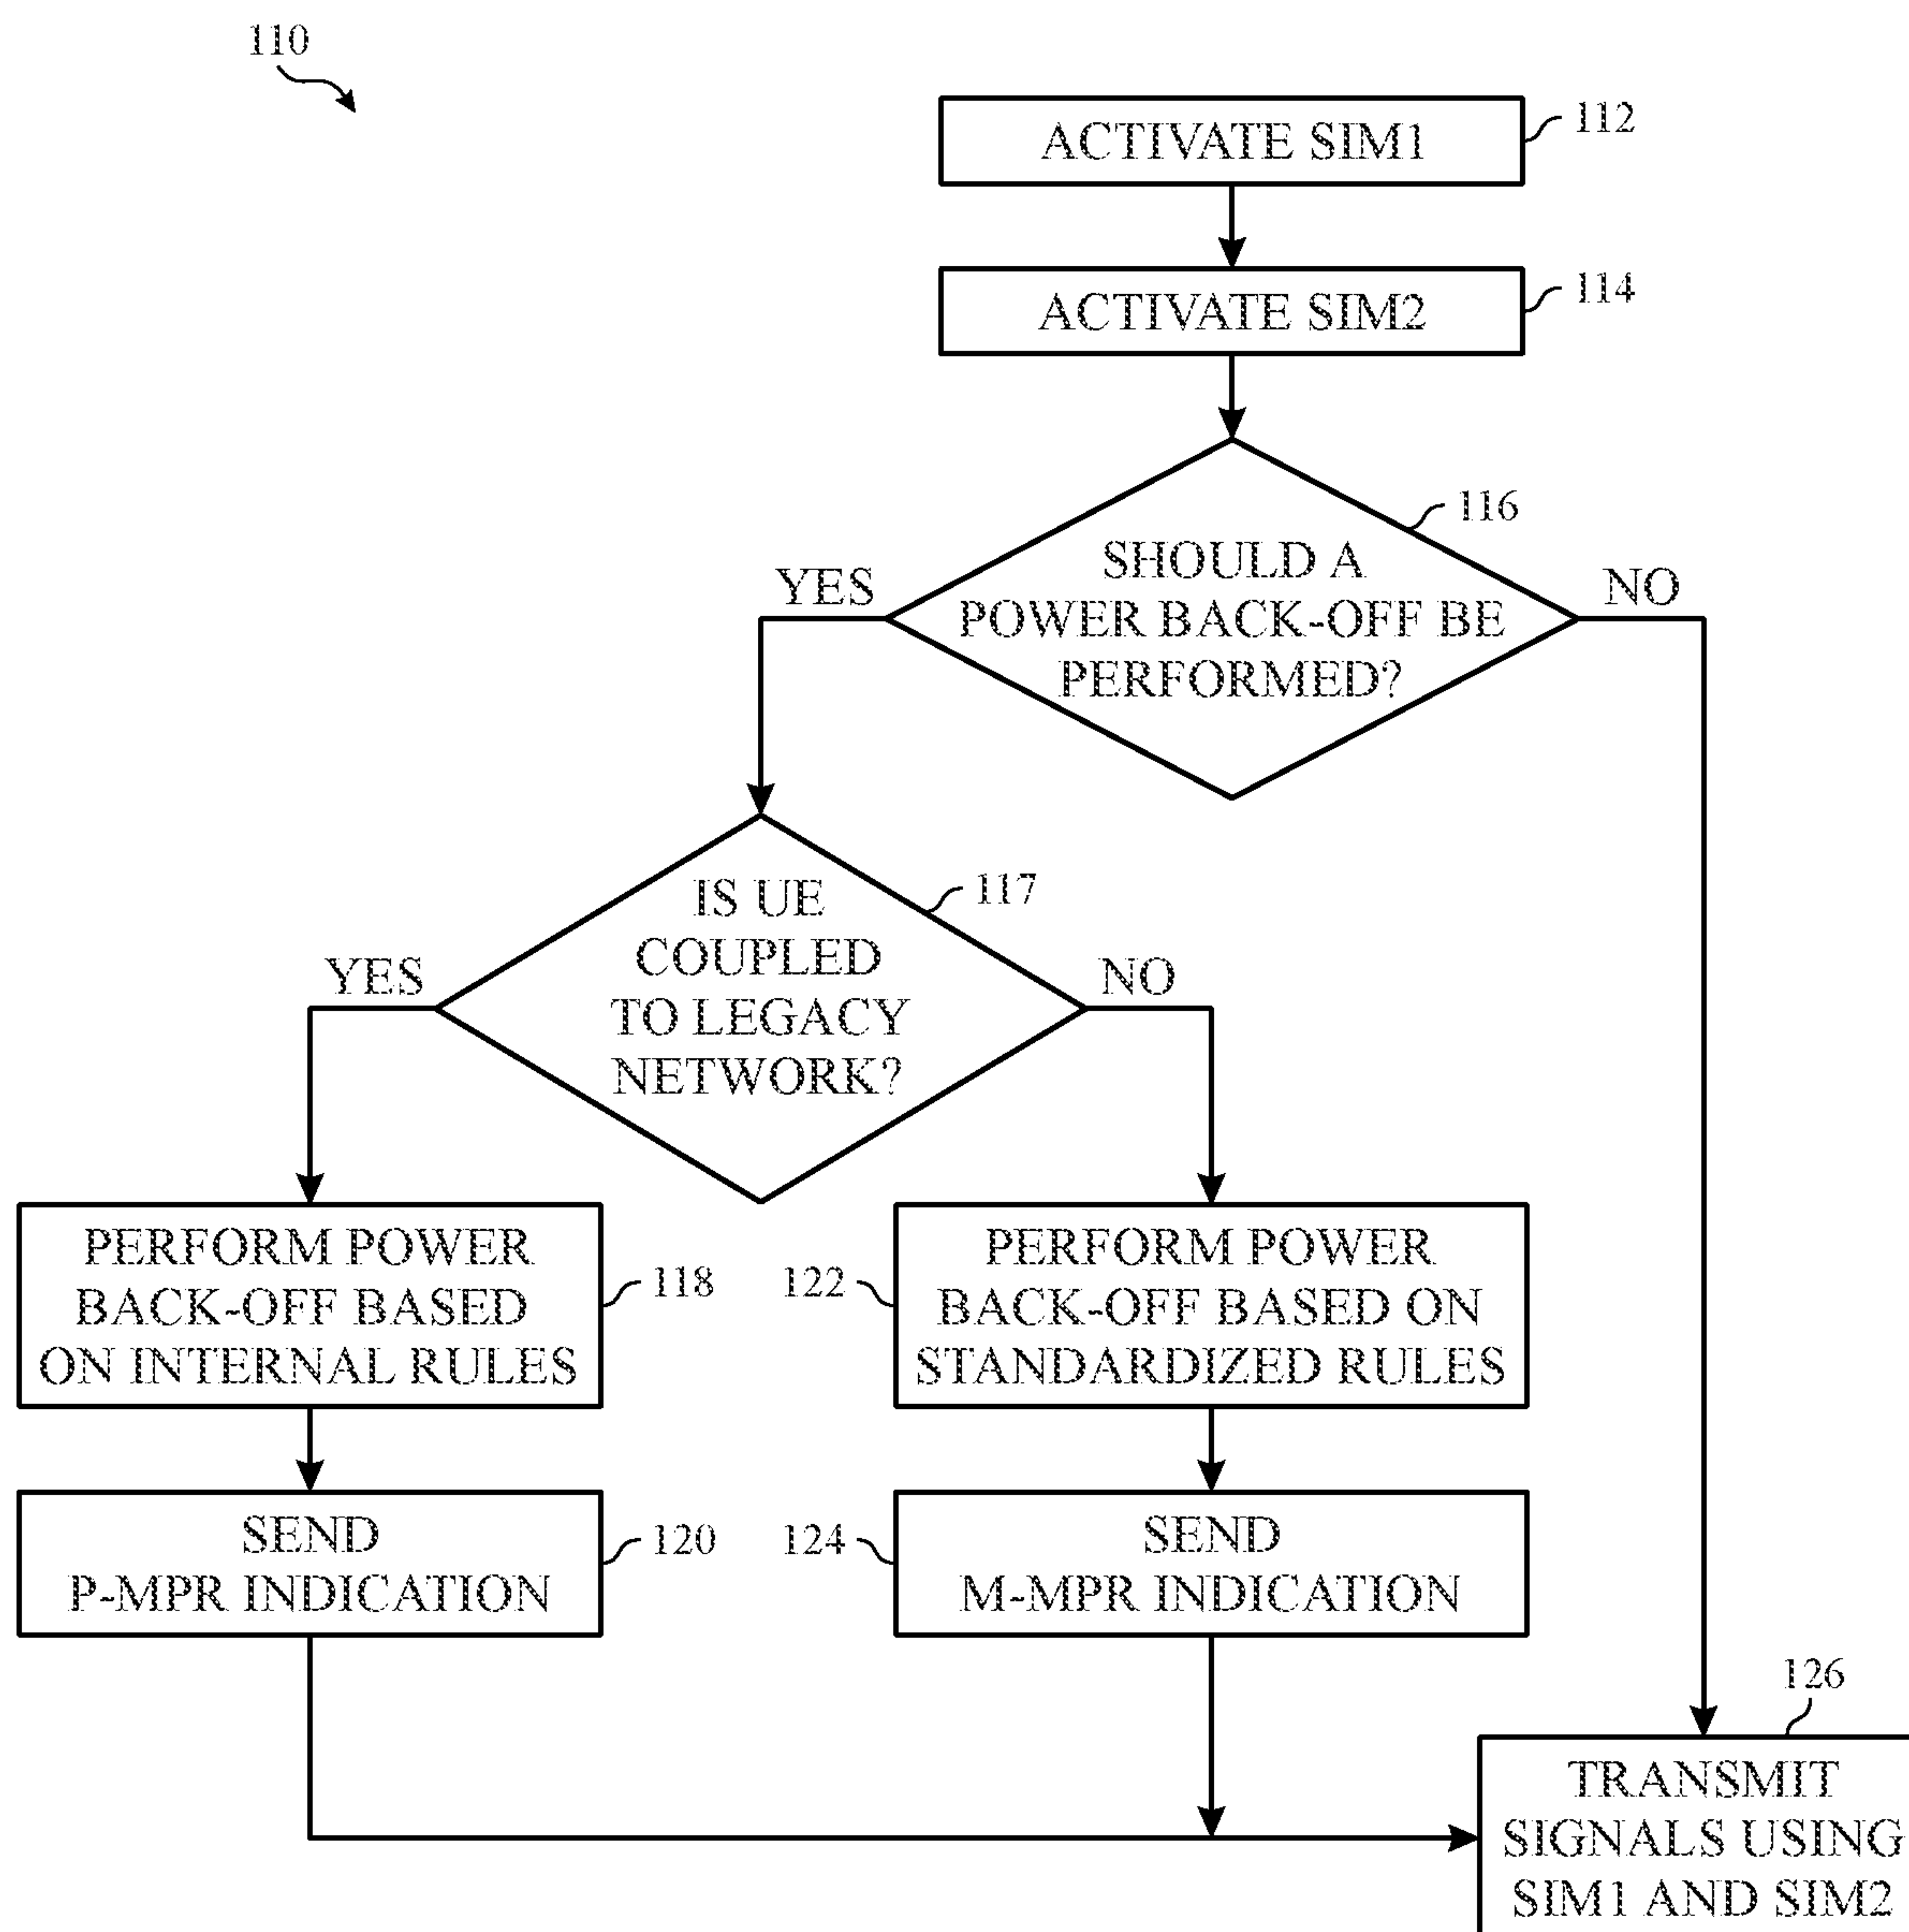 110
ACTIVATE SIM1
112
ACTIVATE SIM2
114
116
SHOULD A
POWER BACK-OFF BE
PERFORMED?
YES
NO
117
IS UE
COUPLED
TO LEGACY
NETWORK?
YES
NO
PERFORM POWER
BACK-OFF BASED
ON INTERNAL RULES
118
122
PERFORM POWER
BACK-OFF BASED ON
STANDARDIZED RULES
SEND
P-MPR INDICATION
120
124
SEND
M-MPR INDICATION
126
TRANSMIT
SIGNALS USING
SIM1 AND SIM2